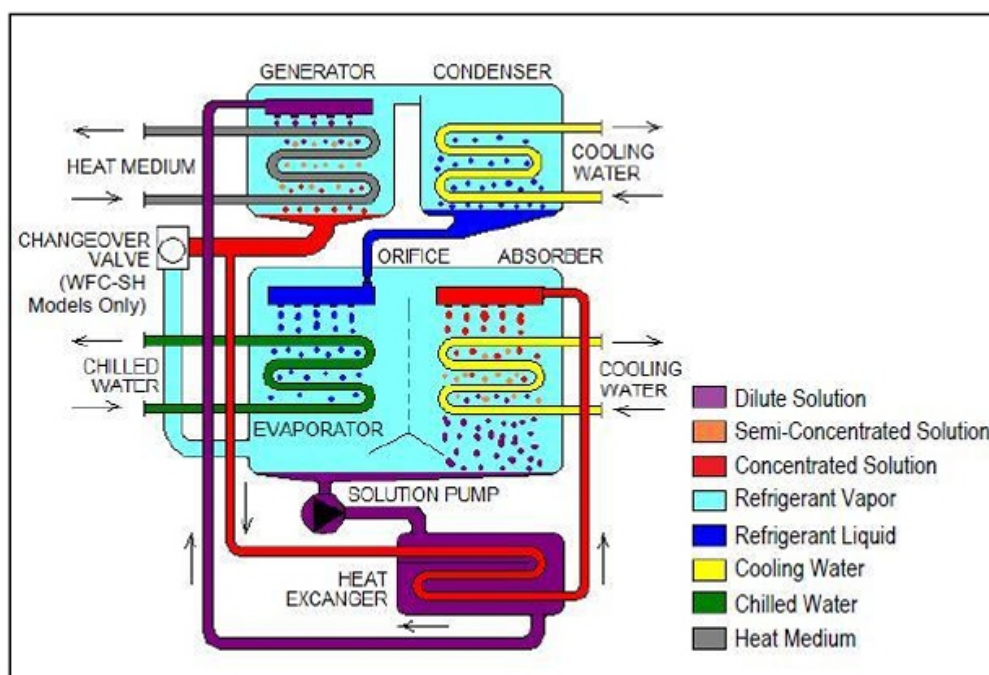 GENERATOR
CONDENSER
HEAT MEDIUM
COOLING
WATER
CHANGEOVER
VALVE
(WFC-SH
Models Only)
ORIFICE
ABSORBER
CHILLED
WATER
COOLING
WATER
EVAPORATOR
SOLUTION PUMP
HEAT
EXCANGER
Dilute Solution
Semi-Concentrated Solution
Concentrated Solution
Refrigerant Vapor
Refrigerant Liquid
Cooling Water
Chilled Water
Heat Medium